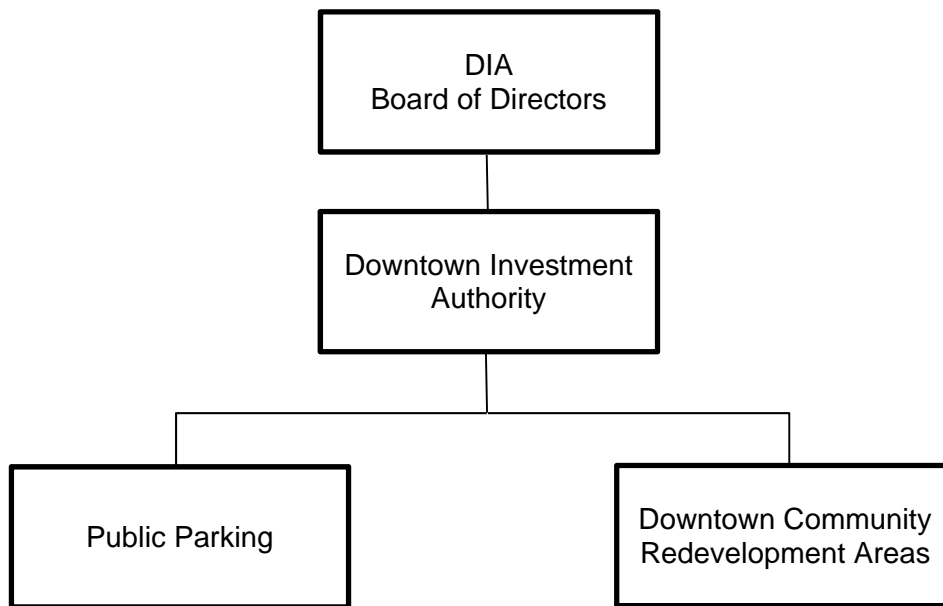 DIA
Board of Directors
Downtown Investment
Authority
Public Parking
Downtown Community
Redevelopment Areas